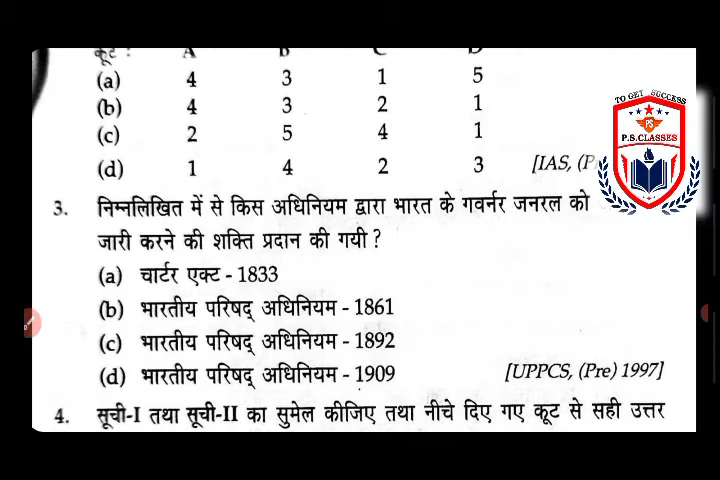 कूट : A B C D
(a) 4 3 1 5
(b) 4 3 2 1
(c) 2 5 4 1
(d) 1 4 2 3 [IAS, (P
3. निम्नलिखित में से किस अधिनियम द्वारा भारत के गवर्नर जनरल को
जारी करने की शक्ति प्रदान की गयी ?
(a) चार्टर एक्ट - 1833
(b) भारतीय परिषद् अधिनियम - 1861
(c) भारतीय परिषद् अधिनियम - 1892
(d) भारतीय परिषद् अधिनियम - 1909 [UPPCS, (Pre) 1997]
4. सूची-I तथा सूची-II का सुमेल कीजिए तथा नीचे दिए गए कूट से सही उत्तर
TO GET SUCCESS
PS
P.S.CLASSES